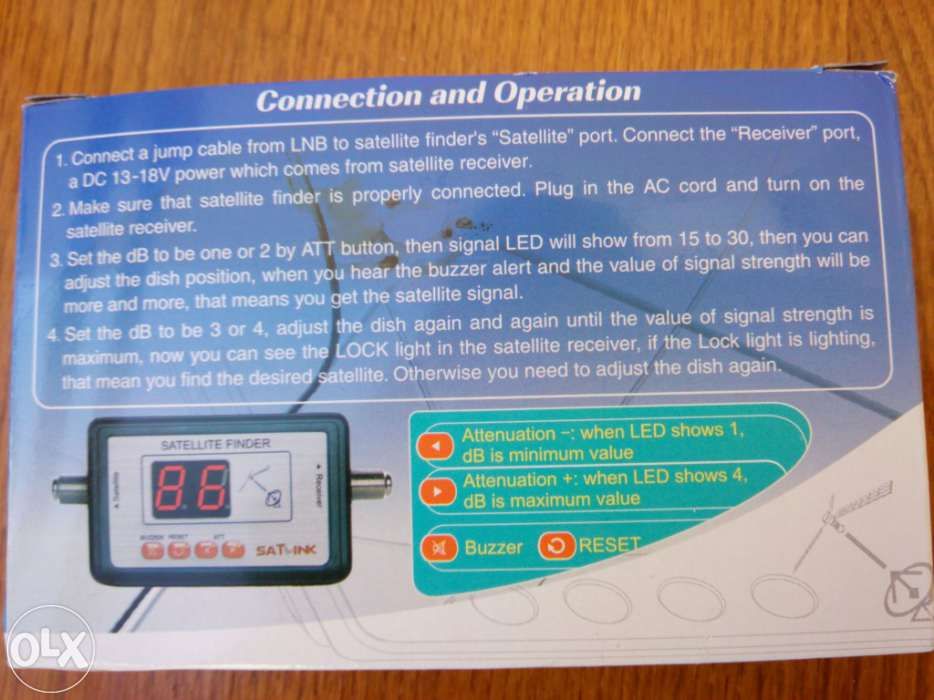 Connection and Operation
1. Connect a jump cable from LNB to satellite finder's "Satellite" port. Connect the "Receiver" port,
a DC 13-18V power which comes from satellite receiver.
2. Make sure that satellite finder is properly connected. Plug in the AC cord and turn on the
satellite receiver.
3. Set the dB to be one or 2 by ATT button, then signal LED will show from 15 to 30, then you can
adjust the dish position, when you hear the buzzer alert and the value of signal strength will be
more and more, that means you get the satellite signal.
4. Set the dB to be 3 or 4, adjust the dish again and again until the value of signal strength is
maximum, now you can see the LOCK light in the satellite receiver, if the Lock light is lighting,
that mean you find the desired satellite. Otherwise you need to adjust the dish again.
SATELLITE FINDER
Satellite
86
Receiver
BUZZER RESET ATT
SATLINK
Attenuation –: when LED shows 1,
dB is minimum value
Attenuation +: when LED shows 4,
dB is maximum value
Buzzer
RESET
OLX